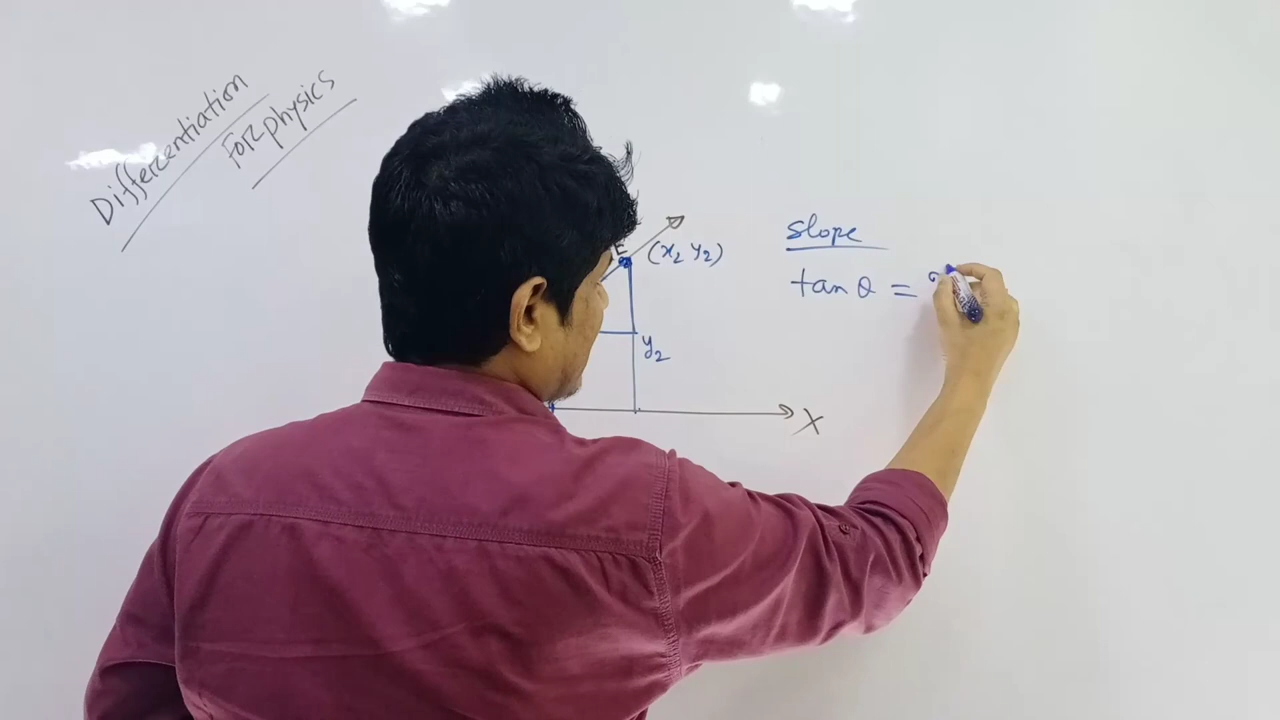 Differentiation
For physics
E (x₂ y₂)
slope
tan θ =
y₂
X